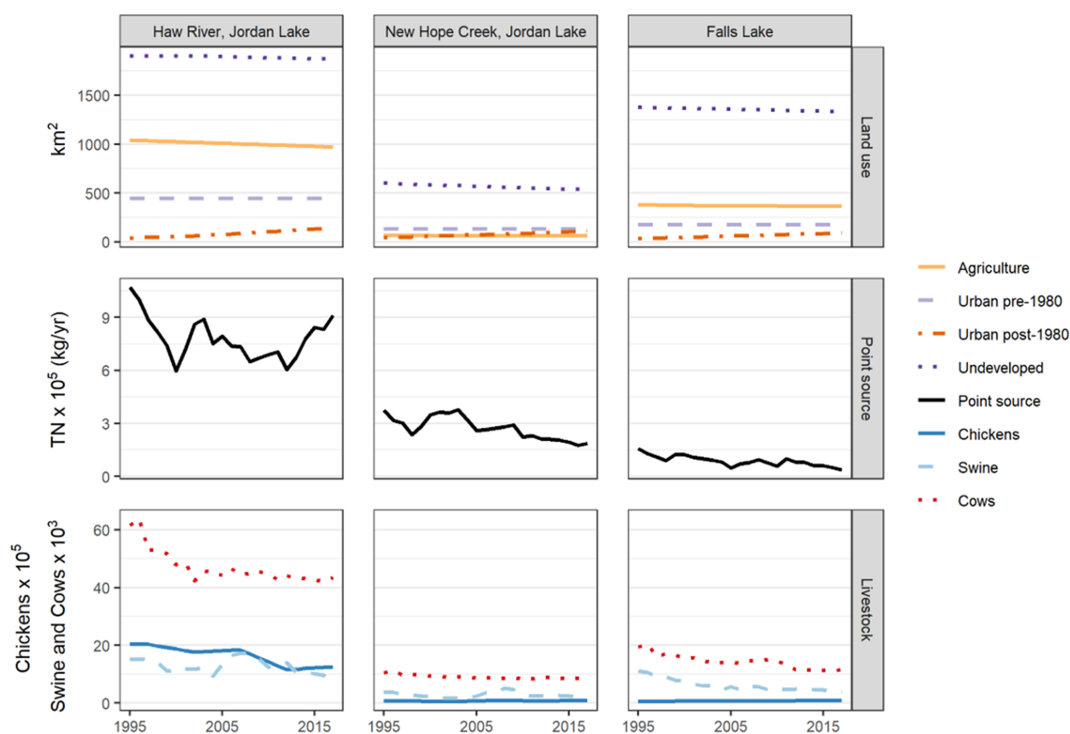 Haw River, Jordan Lake
New Hope Creek, Jordan Lake
Falls Lake
km²
1500
1000
500
0
Land use
TN x 10⁵ (kg/yr)
9
6
3
0
Point source
Chickens x 10⁵
Swine and Cows x 10³
60
40
20
0
Livestock
1995 2005 2015
1995 2005 2015
1995 2005 2015
Agriculture
Urban pre-1980
Urban post-1980
Undeveloped
Point source
Chickens
Swine
Cows